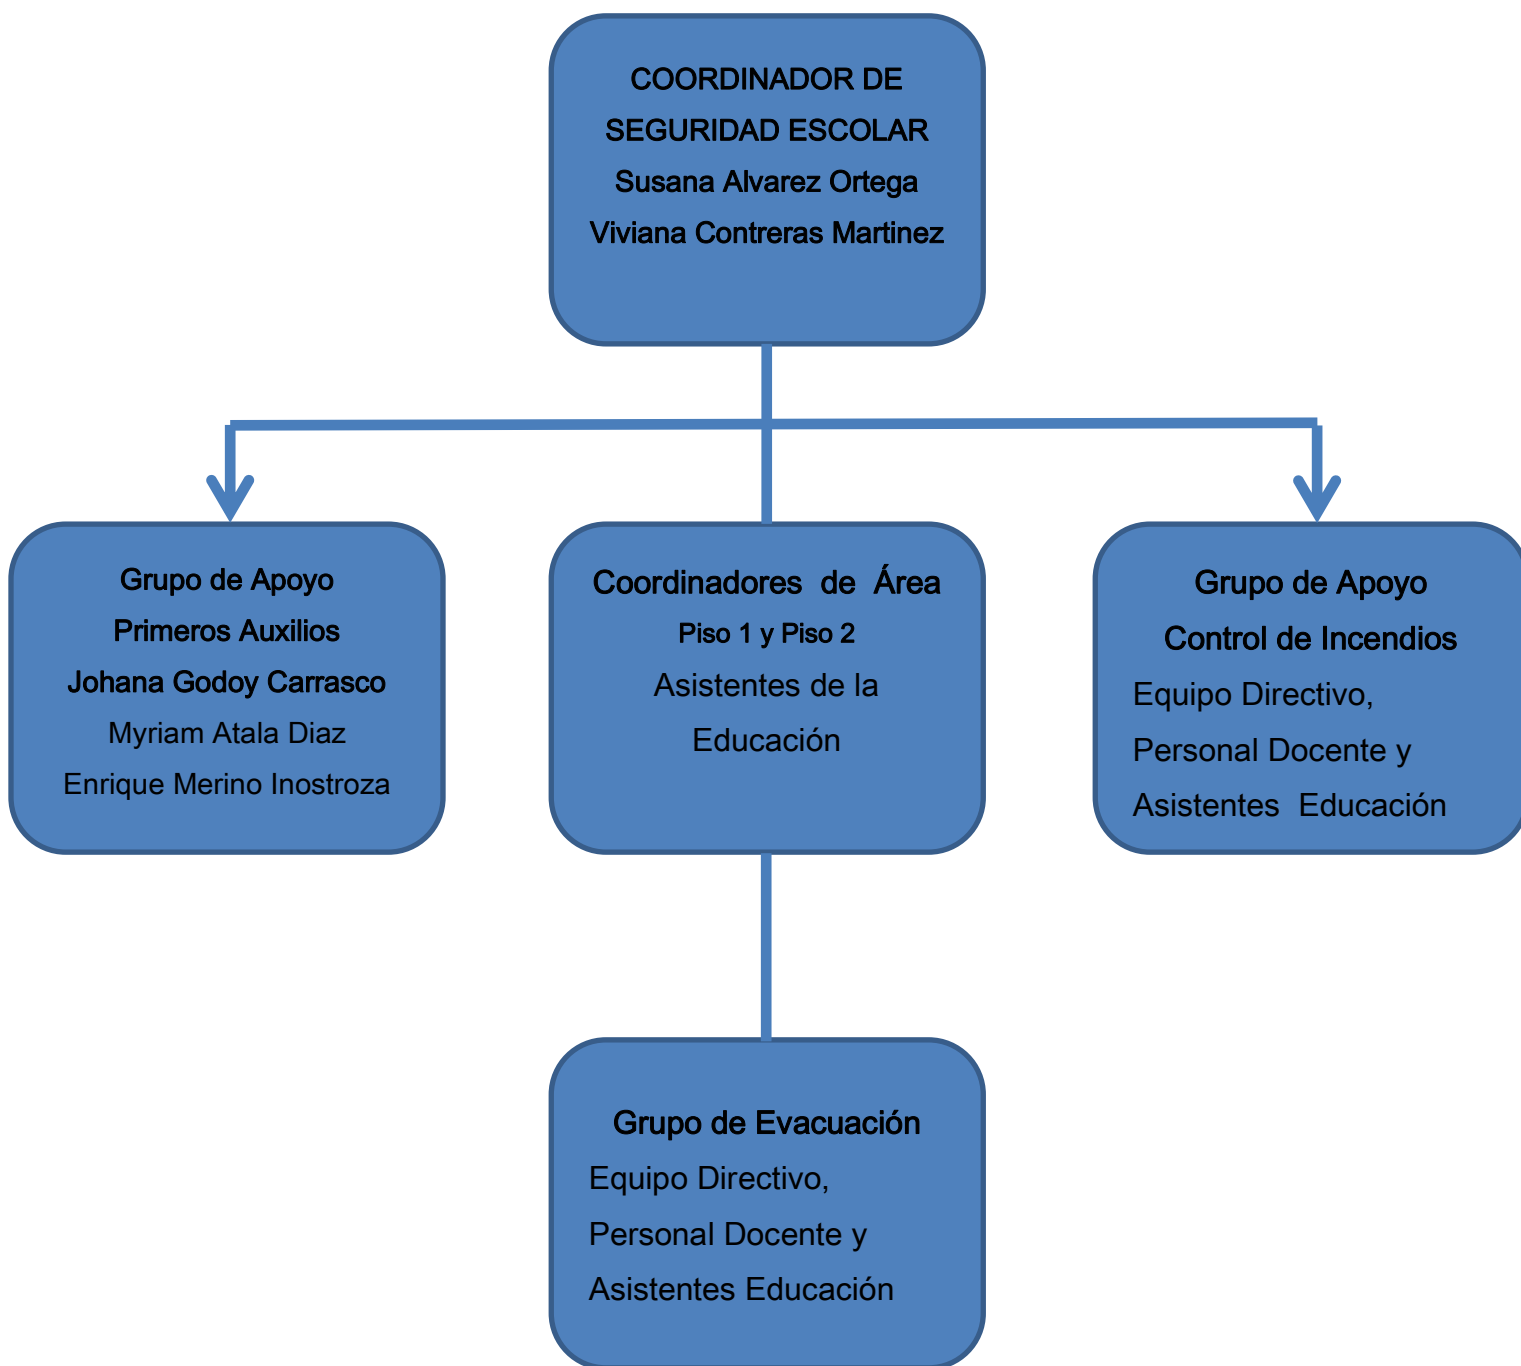 COORDINADOR DE
SEGURIDAD ESCOLAR
Susana Alvarez Ortega
Viviana Contreras Martinez
Grupo de Apoyo
Primeros Auxilios
Johana Godoy Carrasco
Myriam Atala Diaz
Enrique Merino Inostroza
Coordinadores de Área
Piso 1 y Piso 2
Asistentes de la
Educación
Grupo de Apoyo
Control de Incendios
Equipo Directivo,
Personal Docente y
Asistentes Educación
Grupo de Evacuación
Equipo Directivo,
Personal Docente y
Asistentes Educación